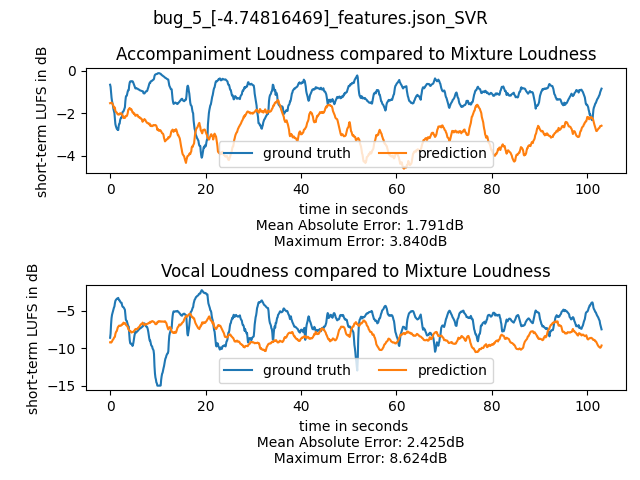 bug_5_[-4.74816469]_features.json_SVR
Accompaniment Loudness compared to Mixture Loudness
short-term LUFS in dB
0
−2
−4
ground truth prediction
0 20 40 60 80 100
time in seconds
Mean Absolute Error: 1.791dB
Maximum Error: 3.840dB
Vocal Loudness compared to Mixture Loudness
short-term LUFS in dB
−5
−10
−15
ground truth prediction
0 20 40 60 80 100
time in seconds
Mean Absolute Error: 2.425dB
Maximum Error: 8.624dB